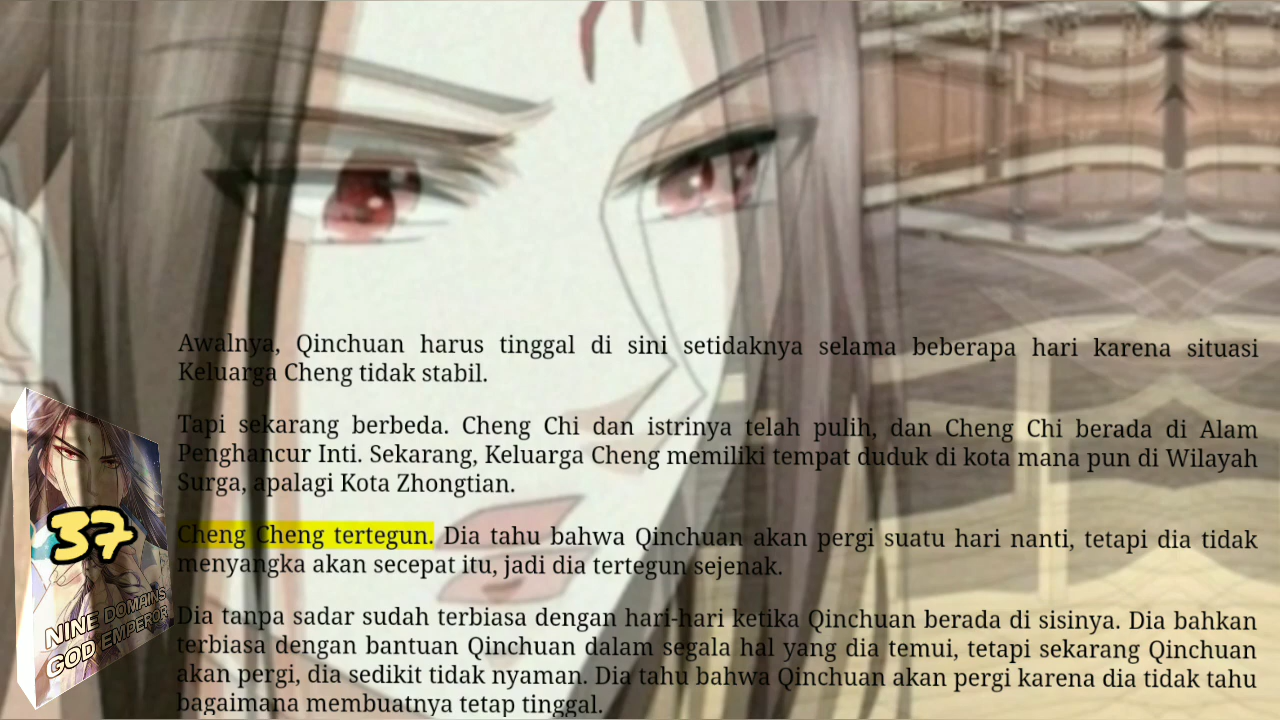 Awalnya, Qinchuan harus tinggal di sini setidaknya selama beberapa hari karena situasi
Keluarga Cheng tidak stabil.
Tapi sekarang berbeda. Cheng Chi dan istrinya telah pulih, dan Cheng Chi berada di Alam
Penghancur Inti. Sekarang, Keluarga Cheng memiliki tempat duduk di kota mana pun di Wilayah
Surga, apalagi Kota Zhongtian.
Cheng Cheng tertegun. Dia tahu bahwa Qinchuan akan pergi suatu hari nanti, tetapi dia tidak
menyangka akan secepat itu, jadi dia tertegun sejenak.
Dia tanpa sadar sudah terbiasa dengan hari-hari ketika Qinchuan berada di sisinya. Dia bahkan
terbiasa dengan bantuan Qinchuan dalam segala hal yang dia temui, tetapi sekarang Qinchuan
akan pergi, dia sedikit tidak nyaman. Dia tahu bahwa Qinchuan akan pergi karena dia tidak tahu
bagaimana membuatnya tetap tinggal.
37
NINE DOMAINS
GOD EMPEROR